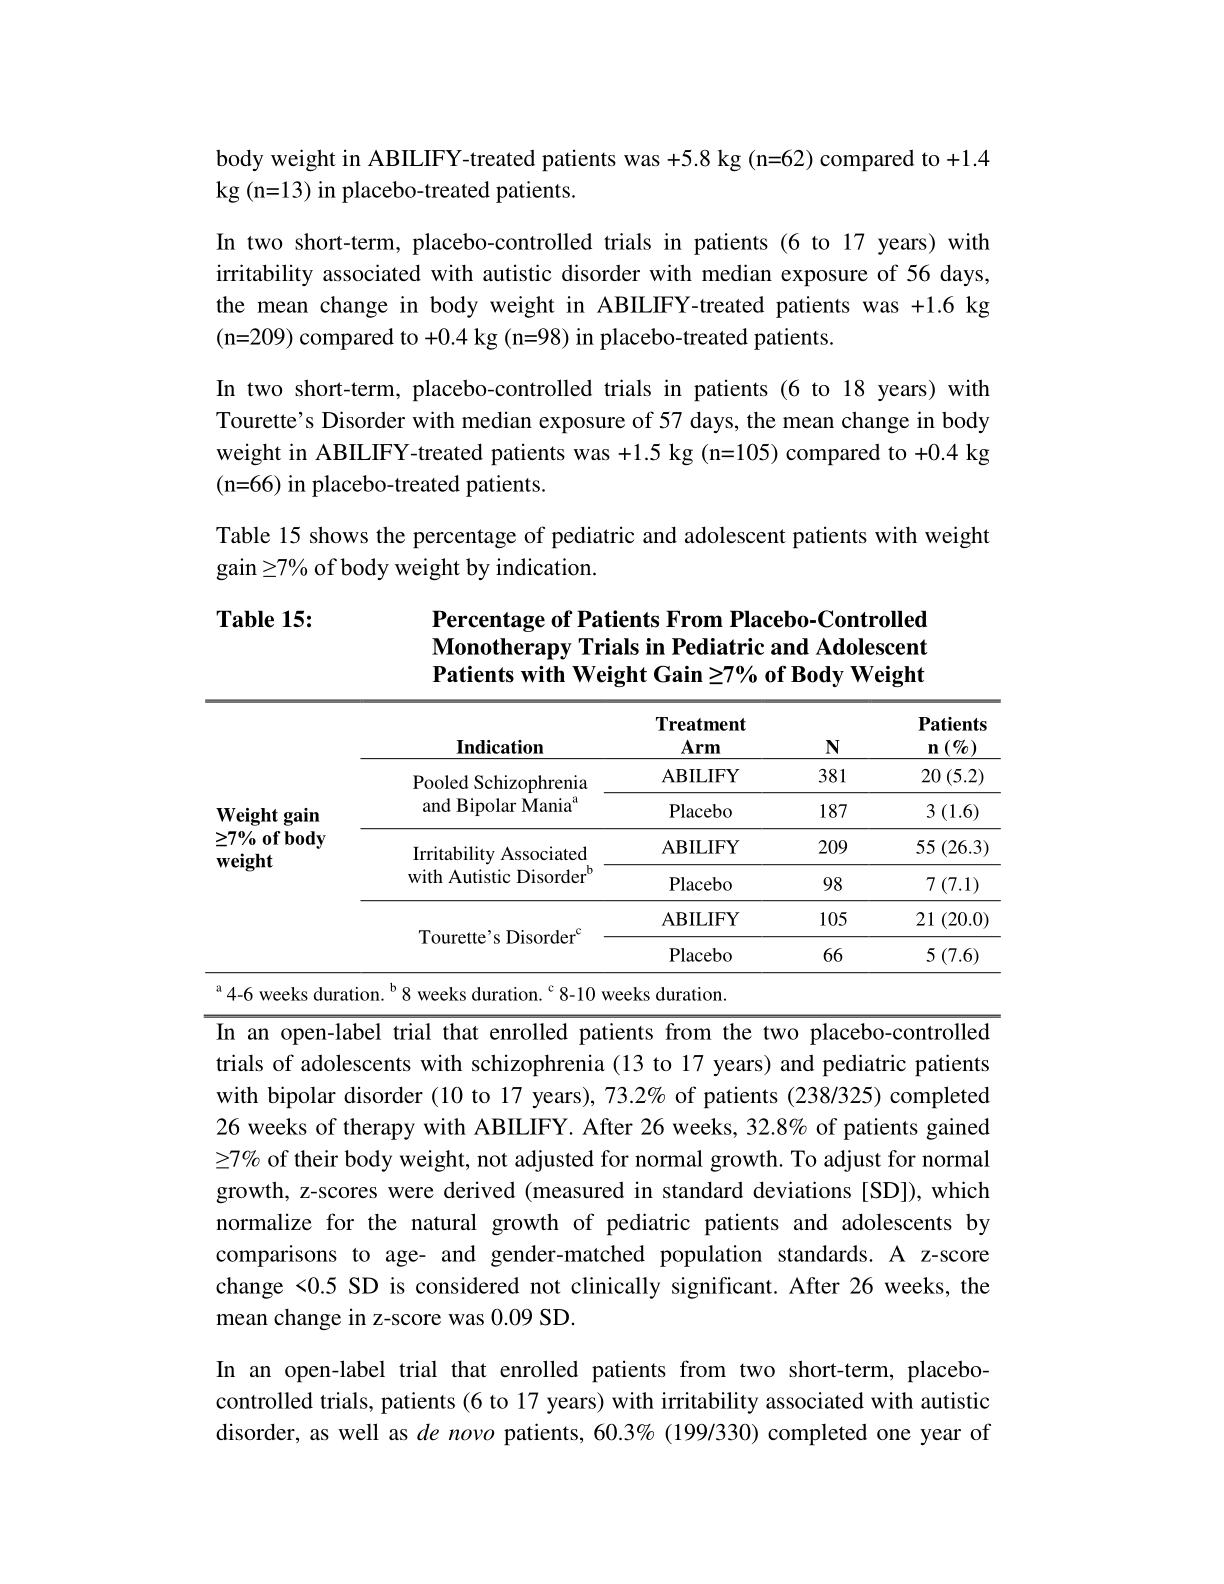 body weight in ABILIFY-treated patients was +5.8 kg (n=62) compared to +1.4
kg (n=13) in placebo-treated patients.
In two short-term, placebo-controlled trials in patients (6 to 17 years) with
irritability associated with autistic disorder with median exposure of 56 days,
the mean change in body weight in ABILIFY-treated patients was +1.6 kg
(n=209) compared to +0.4 kg (n=98) in placebo-treated patients.
In two short-term, placebo-controlled trials in patients (6 to 18 years) with
Tourette’s Disorder with median exposure of 57 days, the mean change in body
weight in ABILIFY-treated patients was +1.5 kg (n=105) compared to +0.4 kg
(n=66) in placebo-treated patients.
Table 15 shows the percentage of pediatric and adolescent patients with weight
gain ≥7% of body weight by indication.
Table 15: Percentage of Patients From Placebo-Controlled
Monotherapy Trials in Pediatric and Adolescent
Patients with Weight Gain ≥7% of Body Weight
Treatment Patients
Indication Arm N n (%)
Pooled Schizophrenia ABILIFY 381 20 (5.2)
and Bipolar Maniaᵃ Placebo 187 3 (1.6)
Weight gain
≥7% of body
weight
Irritability Associated ABILIFY 209 55 (26.3)
with Autistic Disorderᵇ Placebo 98 7 (7.1)
ABILIFY 105 21 (20.0)
Tourette’s Disorderᶜ
Placebo 66 5 (7.6)
ᵃ 4-6 weeks duration. ᵇ 8 weeks duration. ᶜ 8-10 weeks duration.
In an open-label trial that enrolled patients from the two placebo-controlled
trials of adolescents with schizophrenia (13 to 17 years) and pediatric patients
with bipolar disorder (10 to 17 years), 73.2% of patients (238/325) completed
26 weeks of therapy with ABILIFY. After 26 weeks, 32.8% of patients gained
≥7% of their body weight, not adjusted for normal growth. To adjust for normal
growth, z-scores were derived (measured in standard deviations [SD]), which
normalize for the natural growth of pediatric patients and adolescents by
comparisons to age- and gender-matched population standards. A z-score
change <0.5 SD is considered not clinically significant. After 26 weeks, the
mean change in z-score was 0.09 SD.
In an open-label trial that enrolled patients from two short-term, placebo-
controlled trials, patients (6 to 17 years) with irritability associated with autistic
disorder, as well as de novo patients, 60.3% (199/330) completed one year of